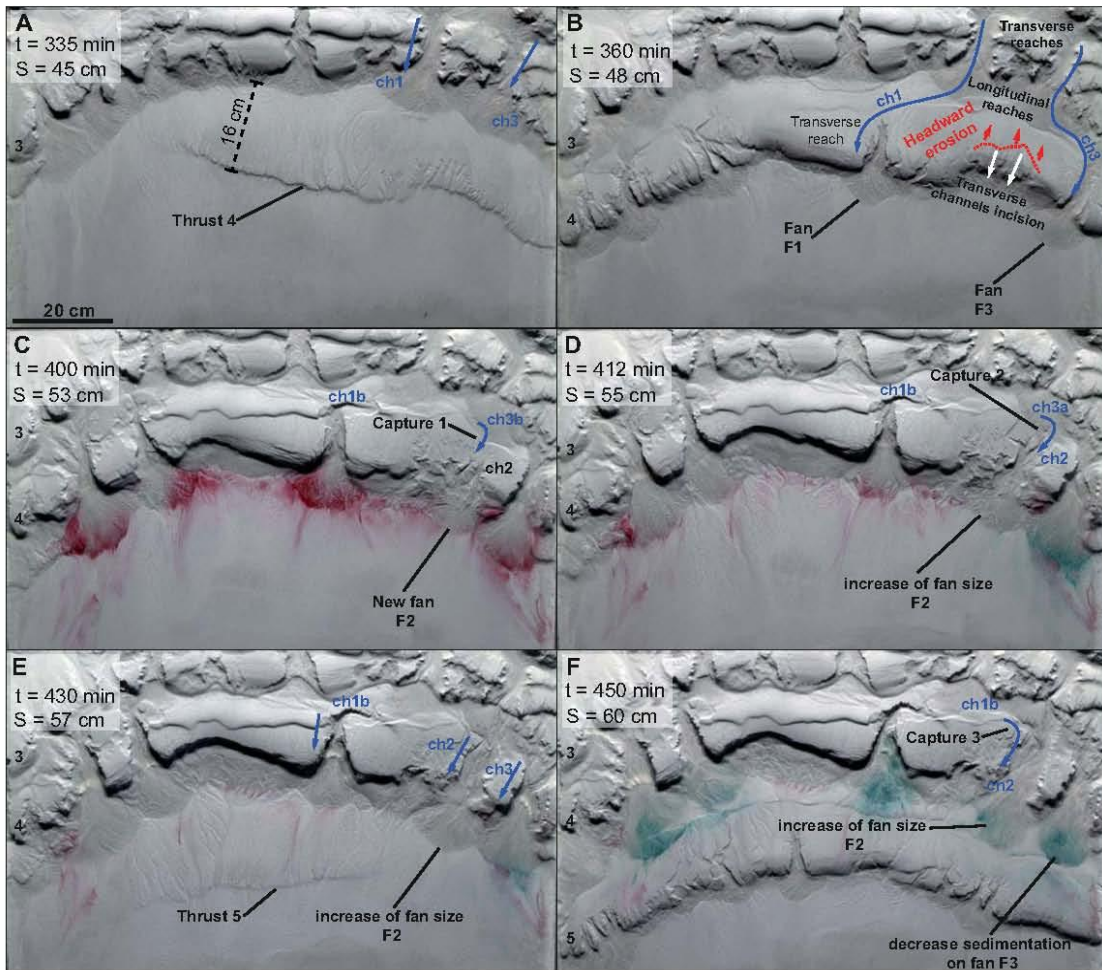 A
t = 335 min
S = 45 cm
ch1
ch3
16 cm
3
Thrust 4
4
20 cm
B
t = 360 min
S = 48 cm
Transverse
reaches
ch1
Longitudinal
reaches
Transverse
reach
Headward
erosion
ch3
3
Transverse
channels incision
4
Fan
F1
Fan
F3
C
t = 400 min
S = 53 cm
ch1b
Capture 1
ch3b
3
ch2
4
New fan
F2
D
t = 412 min
S = 55 cm
Capture 2
ch1b
ch3a
3
ch2
4
increase of fan size
F2
E
t = 430 min
S = 57 cm
ch1b
ch2
3
ch3
4
Thrust 5
increase of fan size
F2
F
t = 450 min
S = 60 cm
ch1b
Capture 3
3
ch2
4
increase of fan size
F2
5
decrease sedimentation
on fan F3